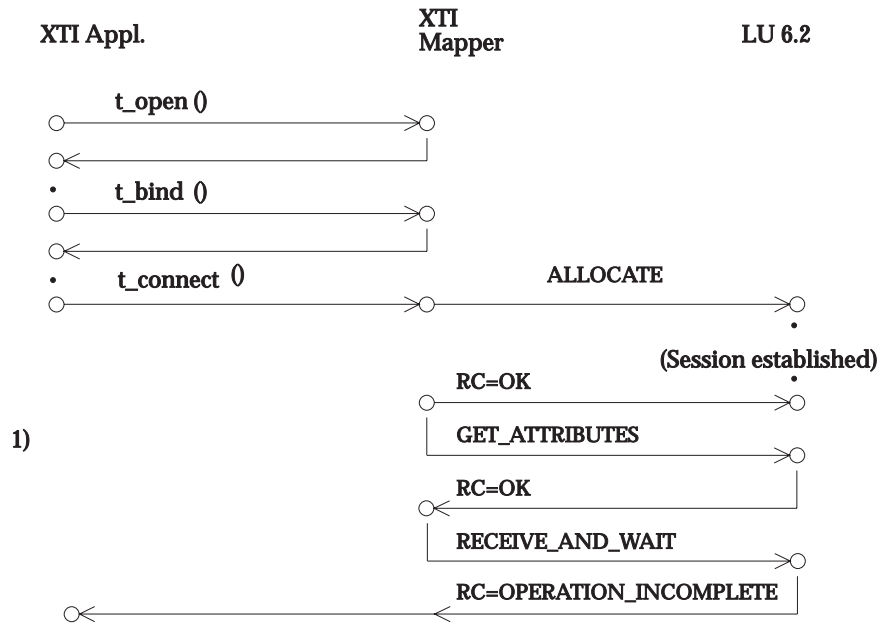 XTI Appl.
XTI
Mapper
LU 6.2
t_open ()
t_bind ()
t_connect ()
ALLOCATE
(Session established)
RC=OK
1)
GET_ATTRIBUTES
RC=OK
RECEIVE_AND_WAIT
RC=OPERATION_INCOMPLETE